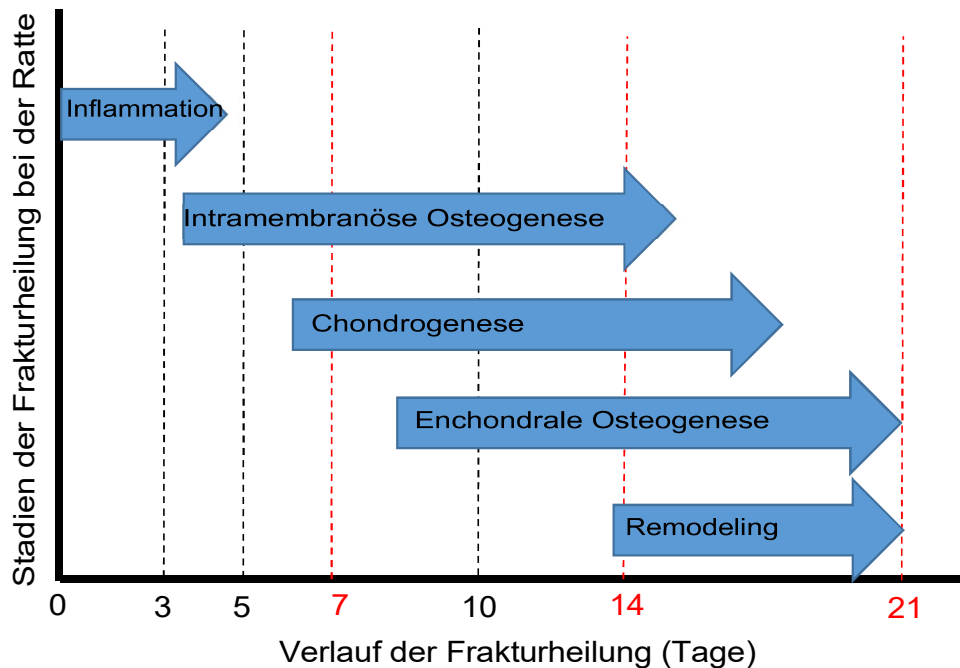 Stadien der Frakturheilung bei der Ratte
Inflammation
Intramembranöse Osteogenese
Chondrogenese
Enchondrale Osteogenese
Remodeling
0 3 5 7 10 14 21
Verlauf der Frakturheilung (Tage)